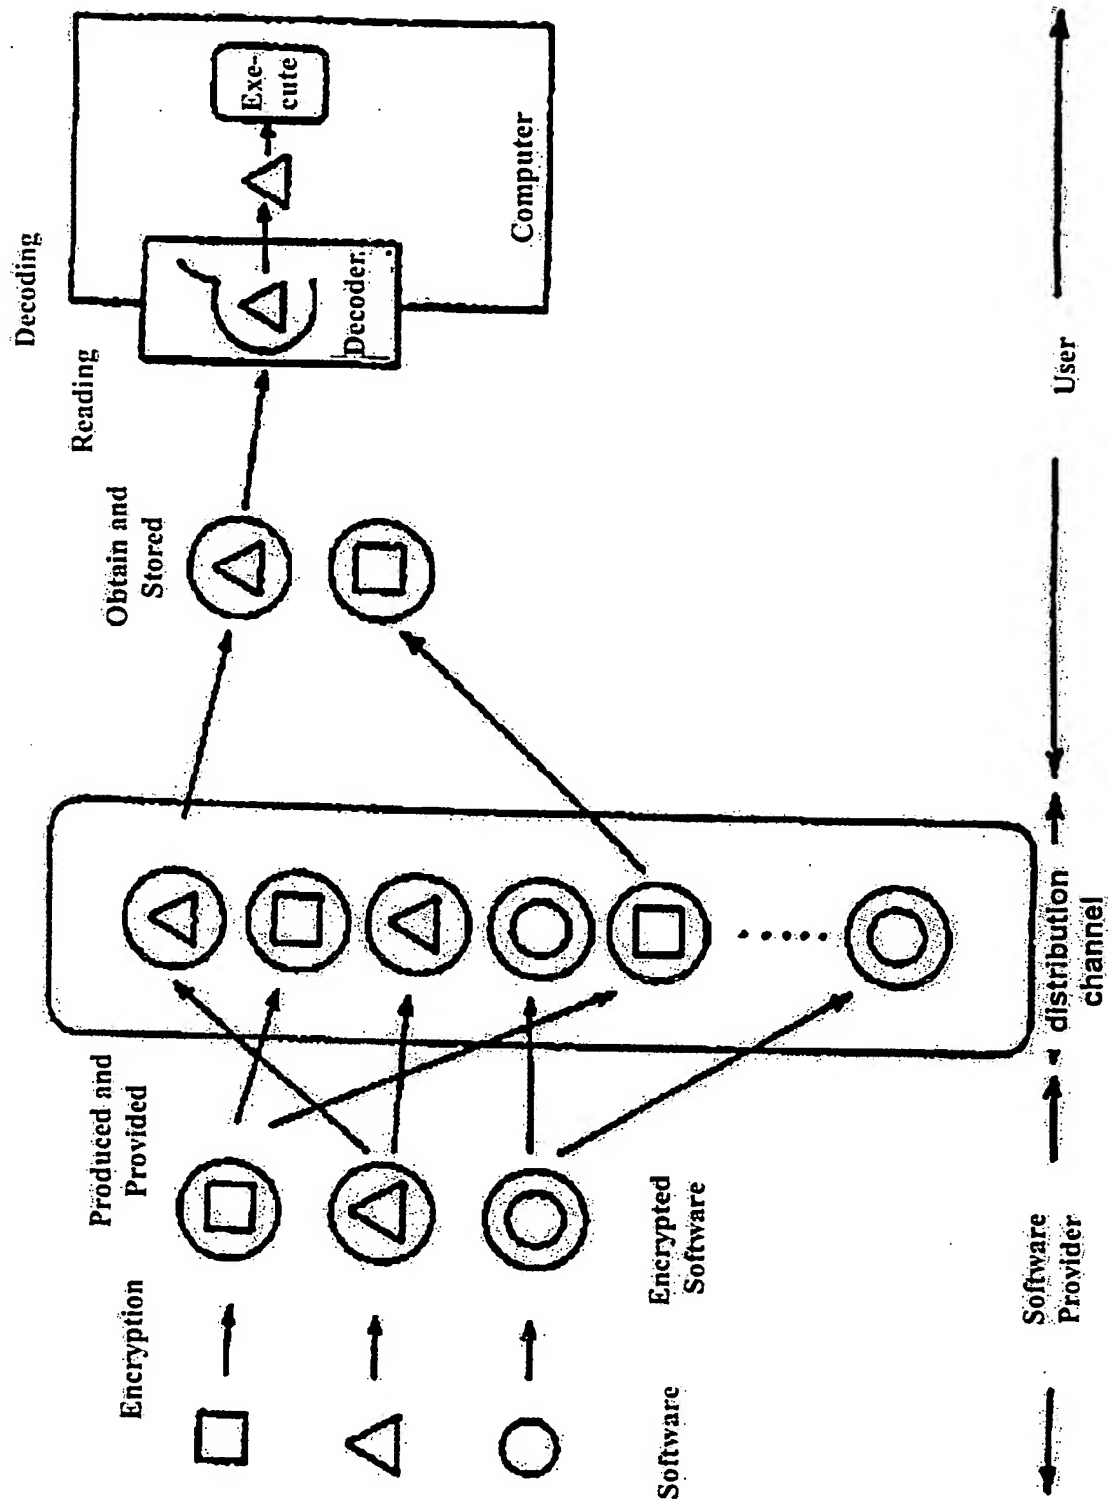 Encryption
Produced and
Provided
Obtain and
Stored
Reading
Decoding
Exe-
cute
Decoder
Computer
Software
Encrypted
Software
Software
Provider
distribution
channel
User